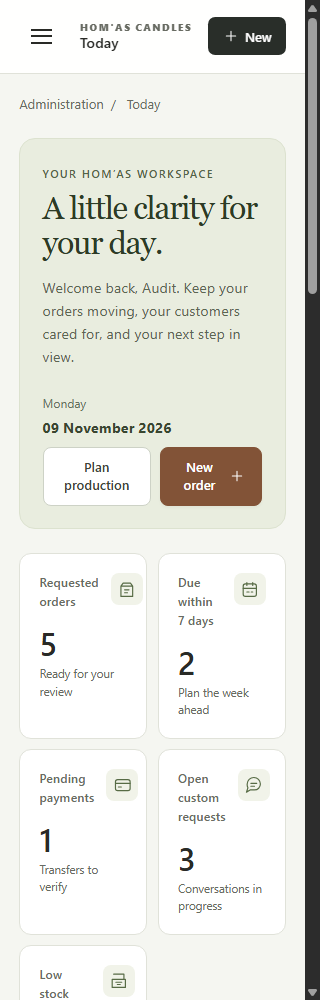 HOM'AS CANDLES
Today
New
Administration / Today
YOUR HOM'AS WORKSPACE
A little clarity for
your day.
Welcome back, Audit. Keep your
orders moving, your customers
cared for, and your next step in
view.
Monday
09 November 2026
Plan
production
New
order
Requested
orders
5
Ready for your
review
Due
within
7 days
2
Plan the week
ahead
Pending
payments
1
Transfers to
verify
Open
custom
requests
3
Conversations in
progress
Low
stock